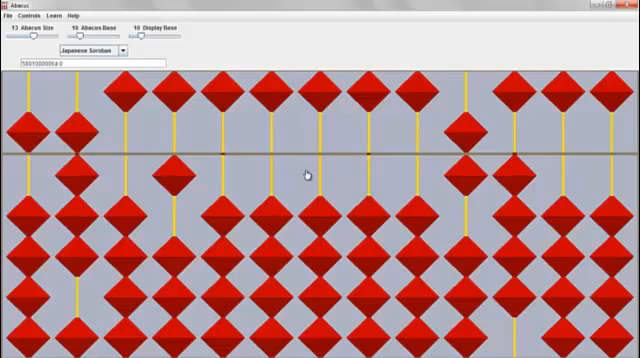 Abacus
File Controls Learn Help
13 Abacus Size 10 Abacus Base 10 Display Base
Japanese Soroban
58010000064.0